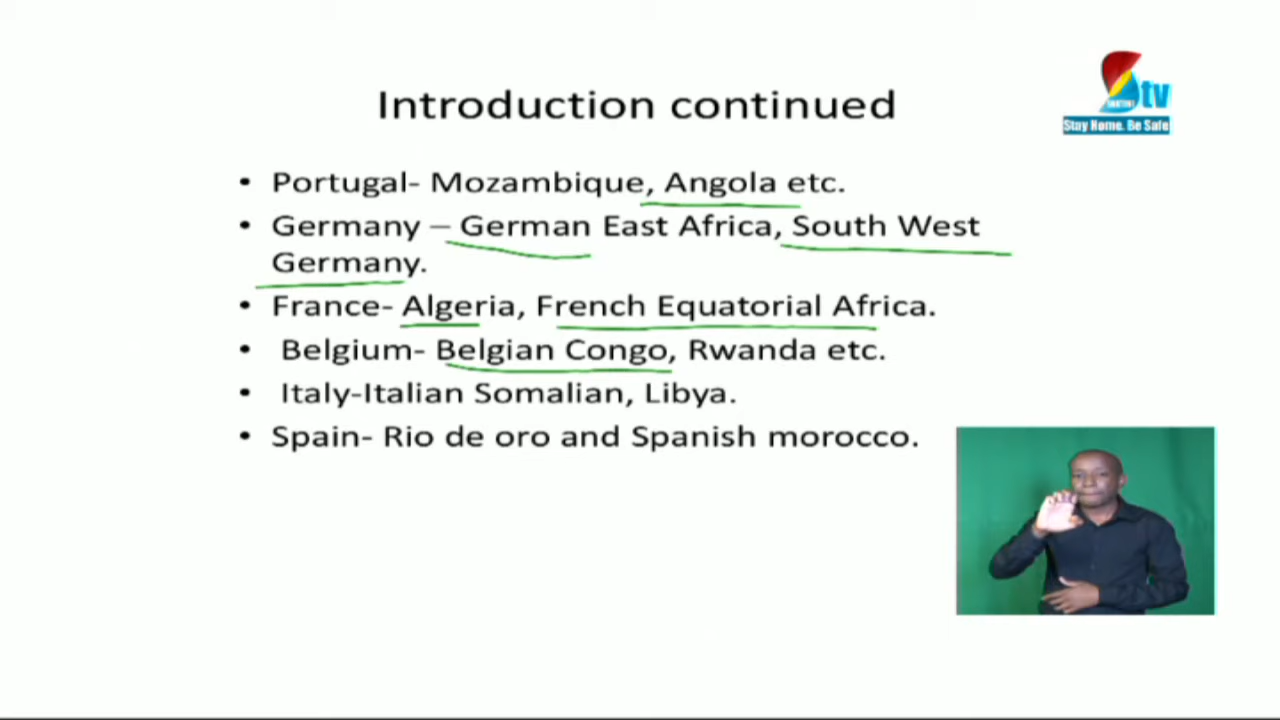 Introduction continued
tv
Stay Home. Be Safe
• Portugal- Mozambique, Angola etc.
• Germany – German East Africa, South West
Germany.
• France- Algeria, French Equatorial Africa.
• Belgium- Belgian Congo, Rwanda etc.
• Italy-Italian Somalian, Libya.
• Spain- Rio de oro and Spanish morocco.